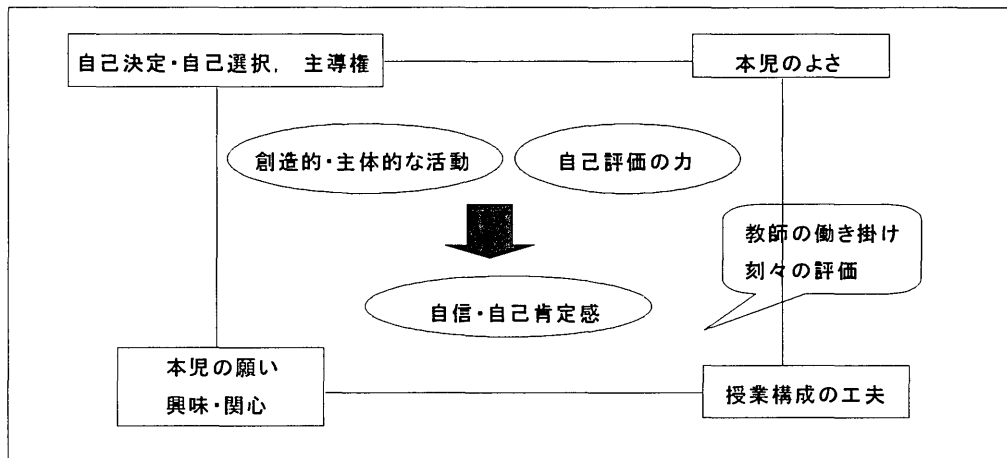 自己決定・自己選択, 主導権
本児のよさ
創造的・主体的な活動
自己評価の力
教師の働き掛け
刻々の評価
自信・自己肯定感
本児の願い
興味・関心
授業構成の工夫